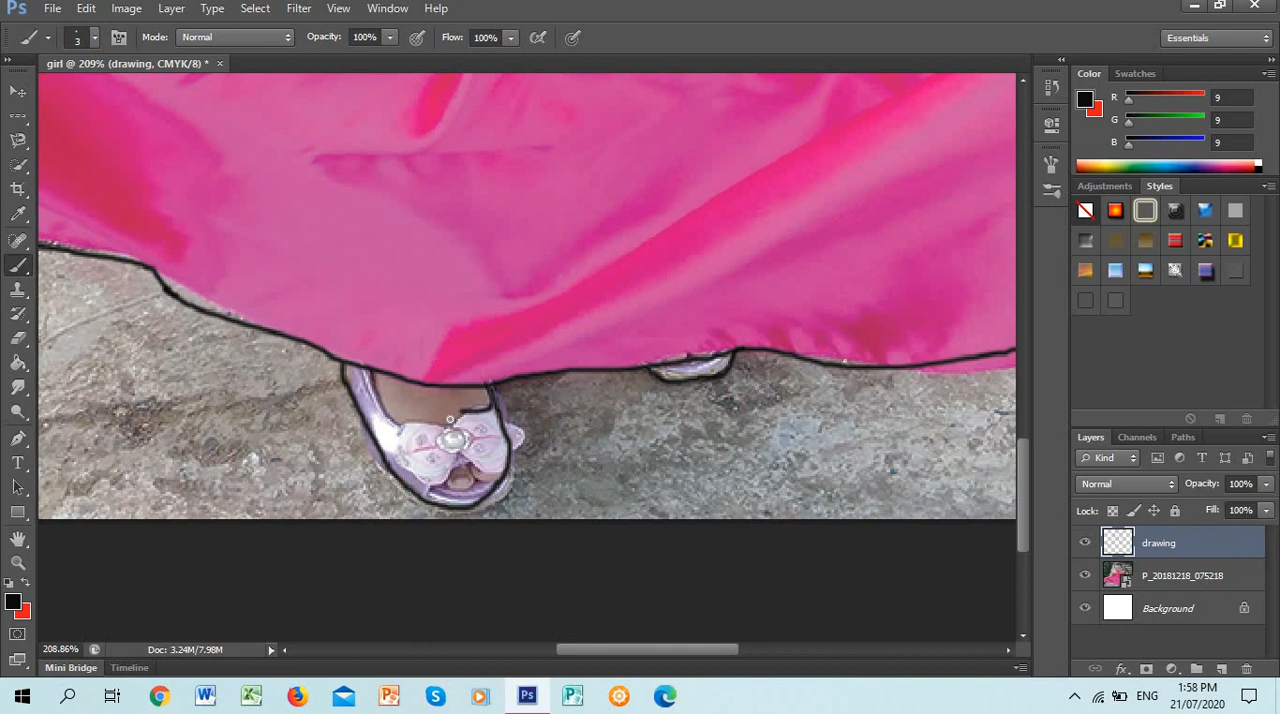 Ps File Edit Image Layer Type Select Filter View Window Help
3 Mode: Normal Opacity: 100% Flow: 100% Essentials
girl @ 209% (drawing, CMYK/8) * ×
Color Swatches
R 9
G 9
B 9
Adjustments Styles
Layers Channels Paths
Kind T
Normal Opacity: 100%
Lock: Fill: 100%
drawing
P_20181218_075218
Background
fx
T
208.86% Doc: 3.24M/7.98M
Mini Bridge Timeline
ENG
1:58 PM
21/07/2020